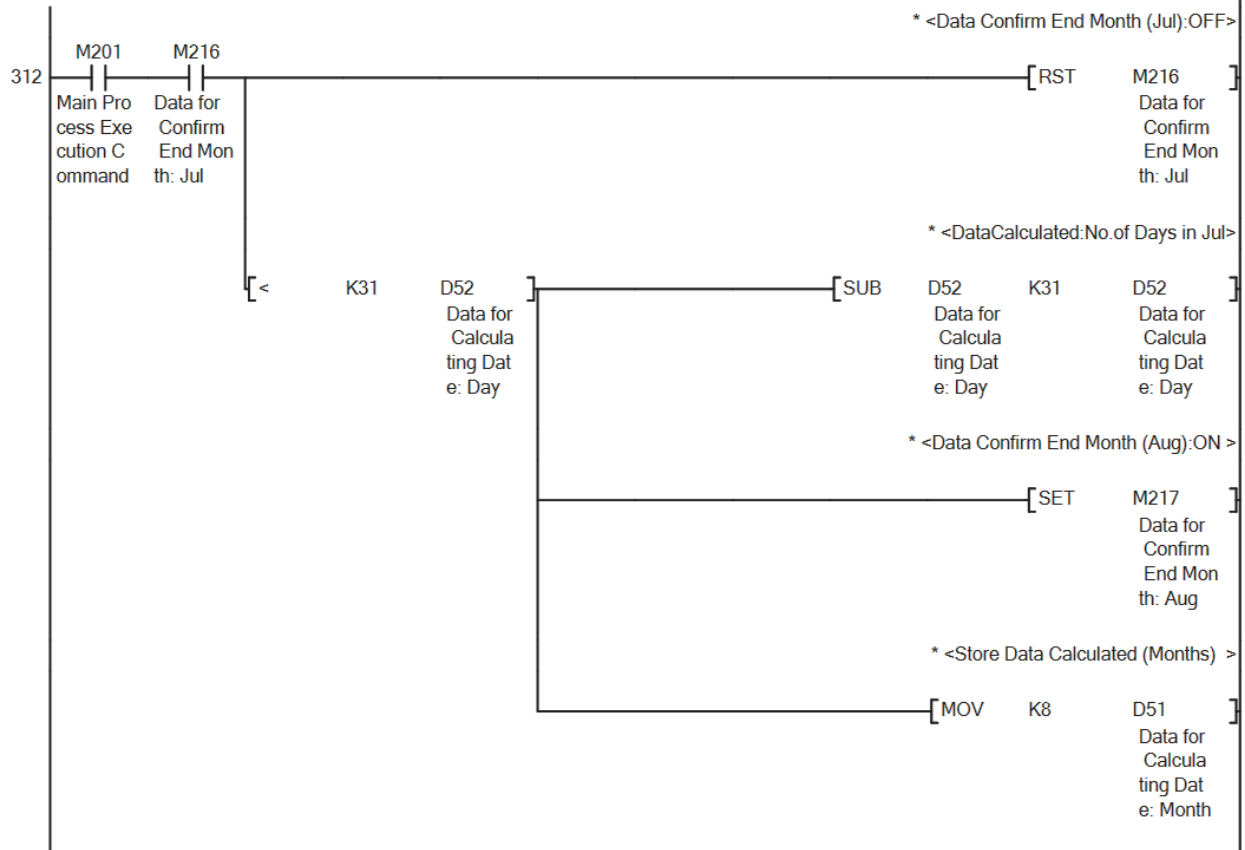 * <Data Confirm End Month (Jul):OFF>
M201 M216
312 RST M216
Main Pro
cess Exe
cution C
ommand
Data for
Confirm
End Mon
th: Jul
Data for
Confirm
End Mon
th: Jul
* <DataCalculated:No.of Days in Jul>
< K31 D52 SUB D52 K31 D52
Data for
Calcula
ting Dat
e: Day
Data for
Calcula
ting Dat
e: Day
Data for
Calcula
ting Dat
e: Day
* <Data Confirm End Month (Aug):ON >
SET M217
Data for
Confirm
End Mon
th: Aug
* <Store Data Calculated (Months) >
MOV K8 D51
Data for
Calcula
ting Dat
e: Month